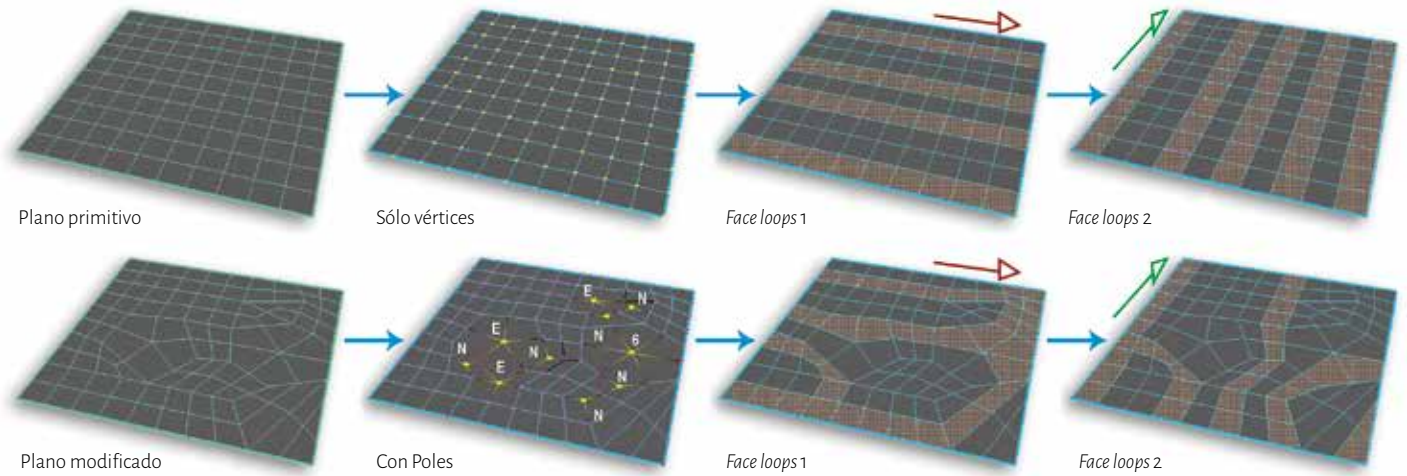 Plano primitivo
Sólo vértices
Face loops 1
Face loops 2
E
N
E
N
6
N
N
E
N
N
Plano modificado
Con Poles
Face loops 1
Face loops 2